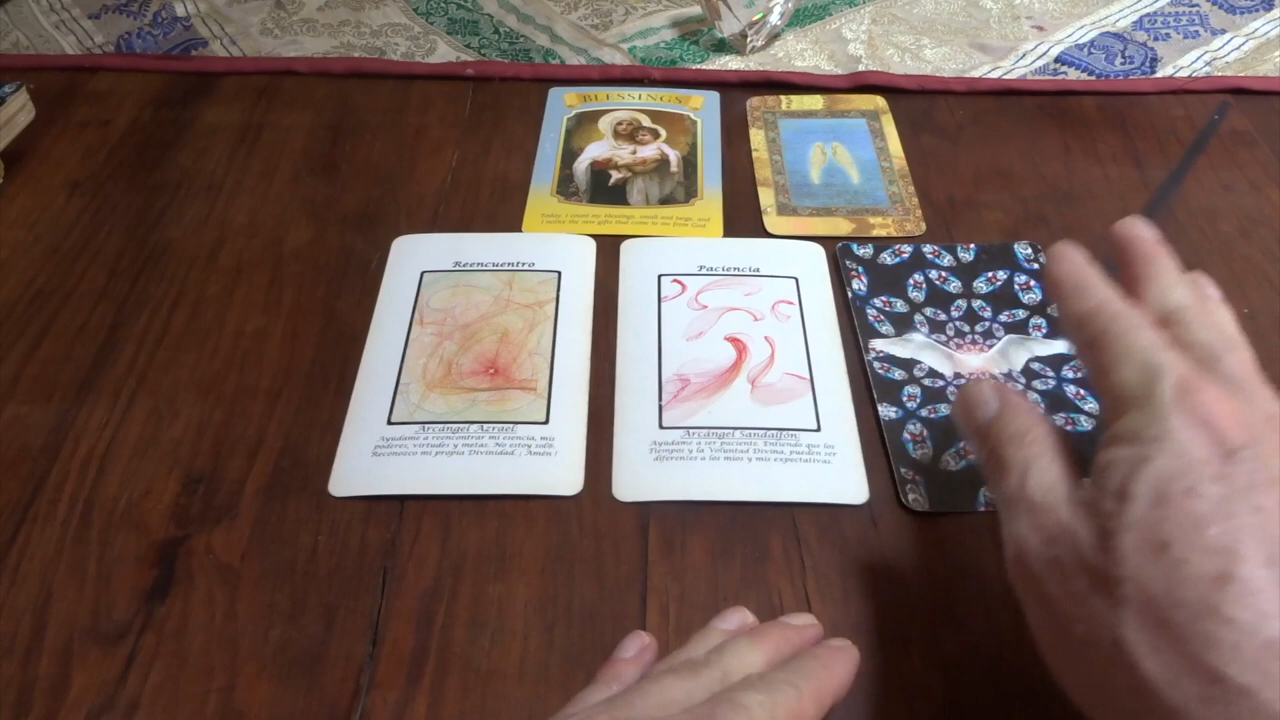 BLESSINGS
Today, I count my blessings, small and large, and
I notice the new gifts that come to me from God.
Reencuentro
Arcángel Azrael:
Ayúdame a reencontrar mi esencia, mis
poderes, virtudes y metas. No estoy solo.
Reconozco mi propia Divinidad. ¡ Amén !
Paciencia
Arcángel Sandalfón:
Ayúdame a ser paciente. Entiendo que los
Tiempos y la Voluntad Divina, pueden ser
diferentes a los míos y mis expectativas.